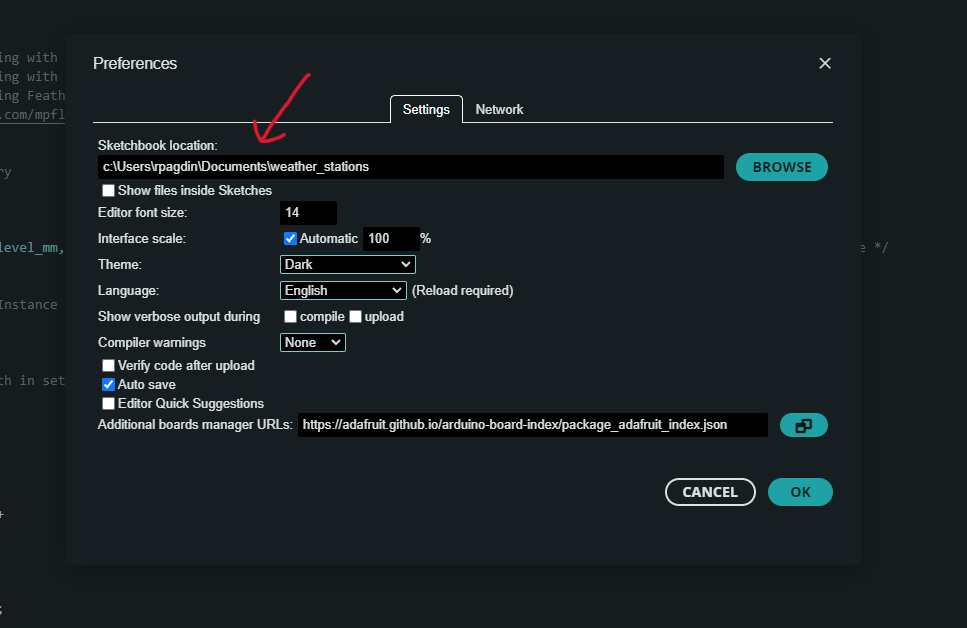 ing with
Preferences
ing with
ing Feath
.com/mpfl
Settings Network
Sketchbook location:
c:\Users\rpagdin\Documents\weather_stations BROWSE
ry
Show files inside Sketches
Editor font size: 14
Interface scale: Automatic 100 %
level_mm, e */
Theme: Dark
Language: English (Reload required)
Instance
Show verbose output during compile upload
Compiler warnings None
Verify code after upload
th in set
Auto save
Editor Quick Suggestions
Additional boards manager URLs: https://adafruit.github.io/arduino-board-index/package_adafruit_index.json
CANCEL OK
+